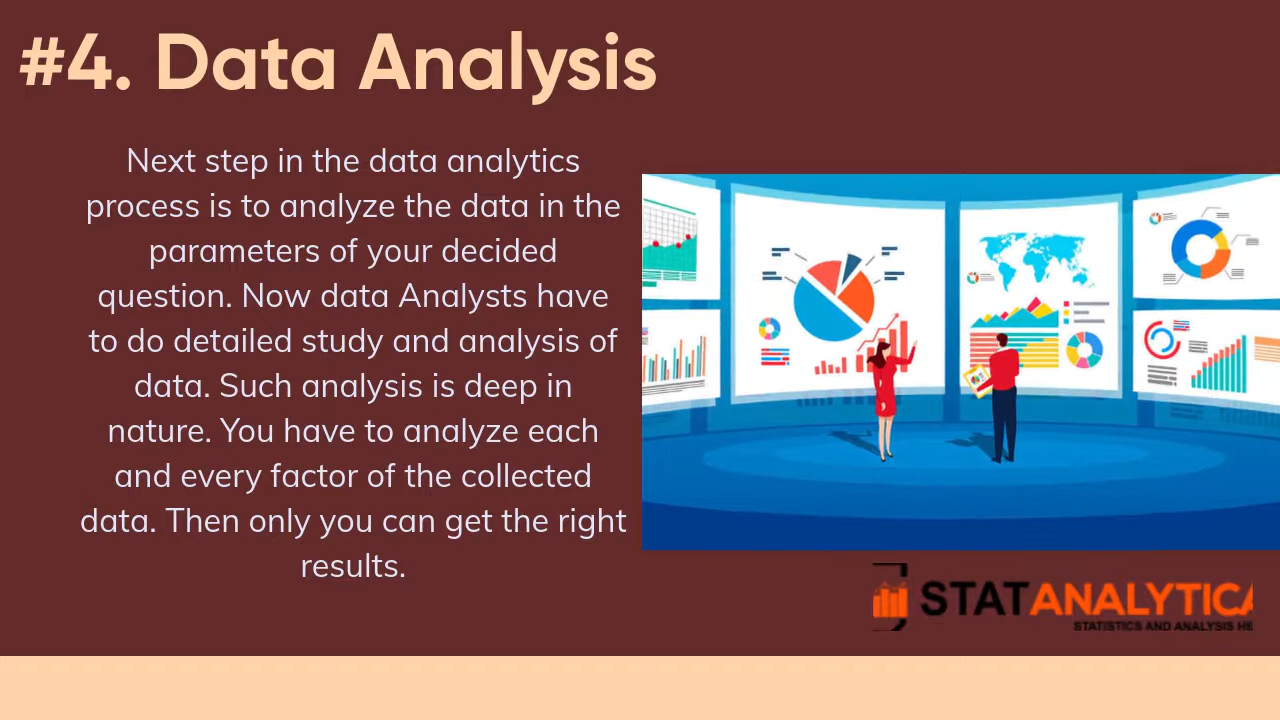 #4. Data Analysis
Next step in the data analytics
process is to analyze the data in the
parameters of your decided
question. Now data Analysts have
to do detailed study and analysis of
data. Such analysis is deep in
nature. You have to analyze each
and every factor of the collected
data. Then only you can get the right
results.
STATANALYTICA
STATISTICS AND ANALYSIS HE